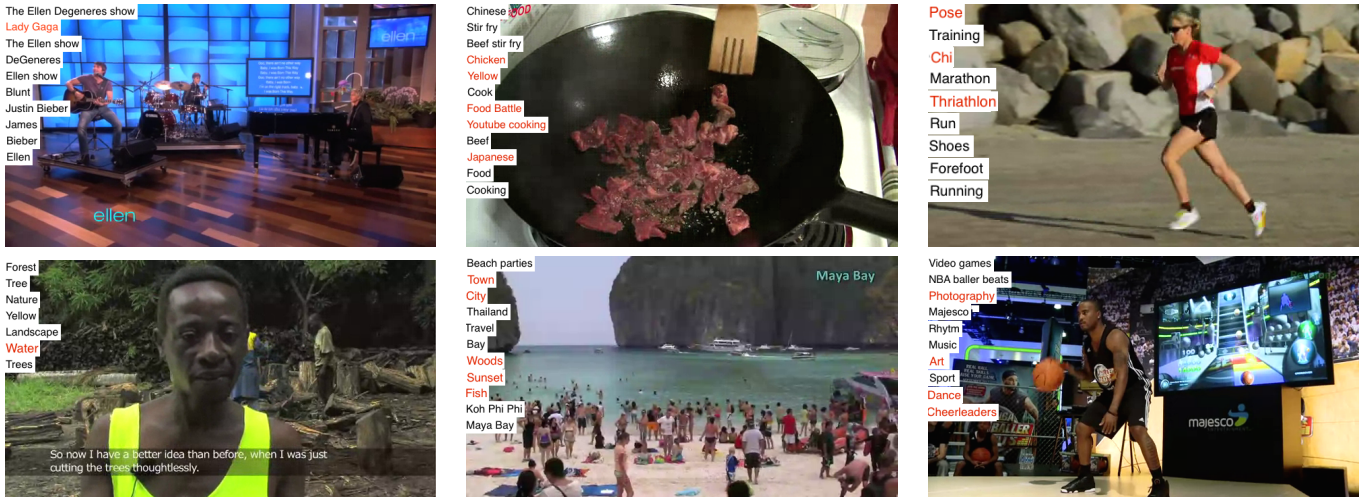 The Ellen Degeneres show
Lady Gaga
The Ellen show
DeGeneres
Ellen show
Blunt
Justin Bieber
James
Bieber
Ellen
ellen
ellen
Chinese food
Stir fry
Beef stir fry
Chicken
Yellow
Cook
Food Battle
Youtube cooking
Beef
Japanese
Food
Cooking
Pose
Training
Chi
Marathon
Thriathlon
Run
Shoes
Forefoot
Running
Forest
Tree
Nature
Yellow
Landscape
Water
Trees
So now I have a better idea than before, when I was just
cutting the trees thoughtlessly.
Beach parties
Town
City
Thailand
Travel
Bay
Woods
Sunset
Fish
Koh Phi Phi
Maya Bay
Maya Bay
Video games
NBA baller beats
Photography
Majesco
Rhytm
Music
Art
Sport
Dance
Cheerleaders
majesco